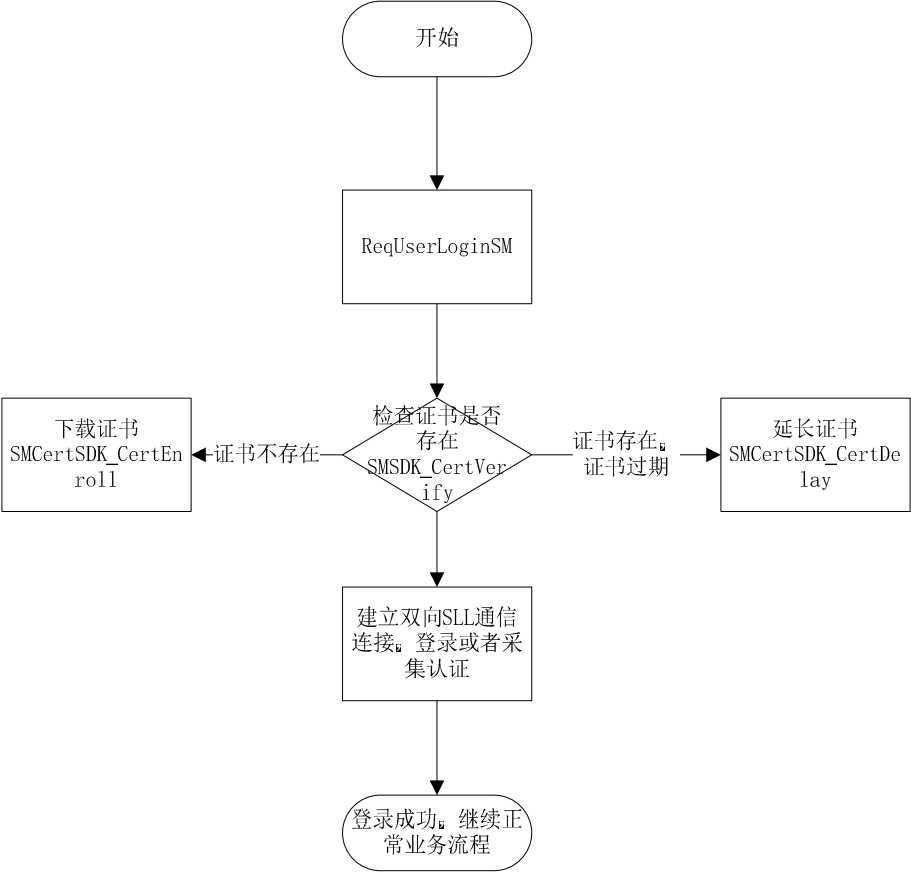 开始
ReqUserLoginSM
检查证书是否
存在
SMSDK_CertVer
ify
证书不存在
下载证书
SMCertSDK_CertEn
roll
证书存在，
证书过期
延长证书
SMCertSDK_CertDe
lay
建立双向SLL通信
连接，登录或者采
集认证
登录成功，继续正
常业务流程